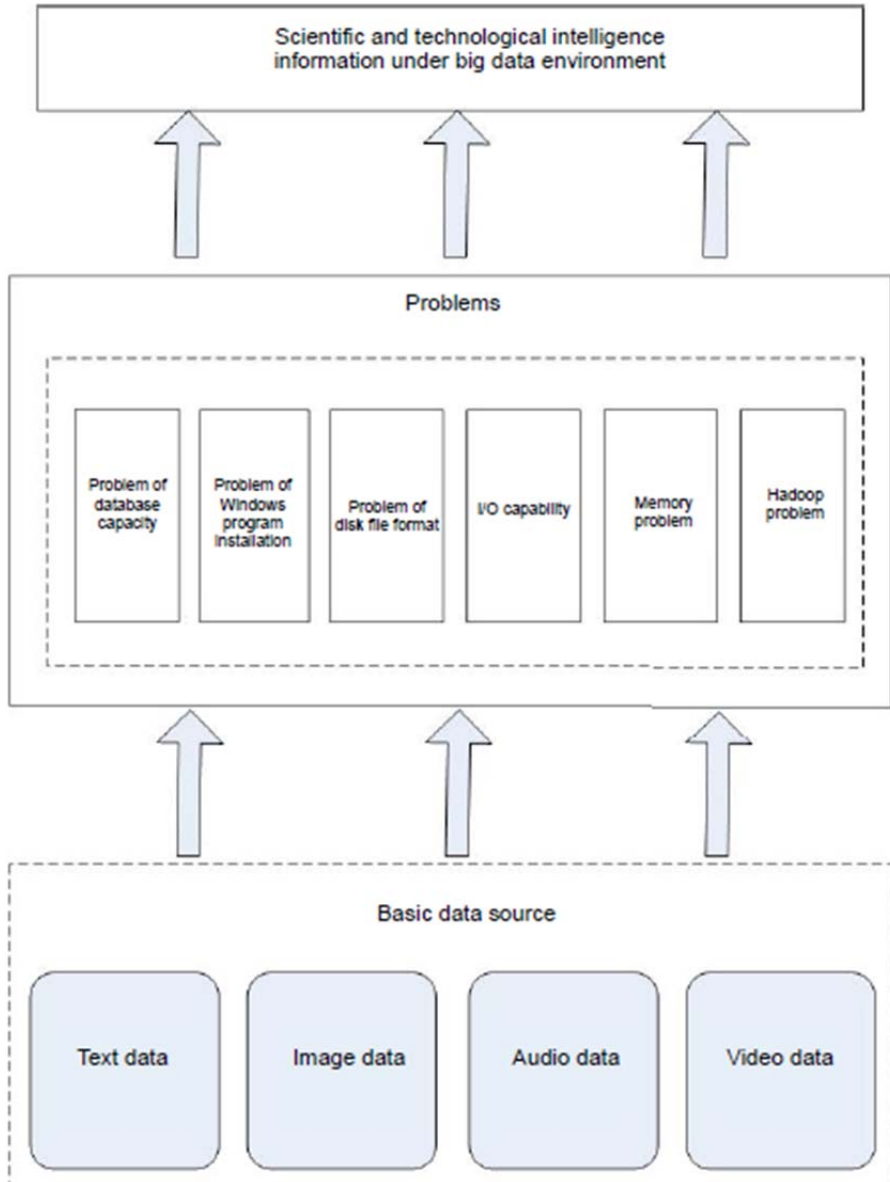 Scientific and technological intelligence
information under big data environment
Problems
Problem of
database
capacity
Problem of
Windows
program
installation
Problem of
disk file format
I/O capability
Memory
problem
Hadoop
problem
Basic data source
Text data
Image data
Audio data
Video data